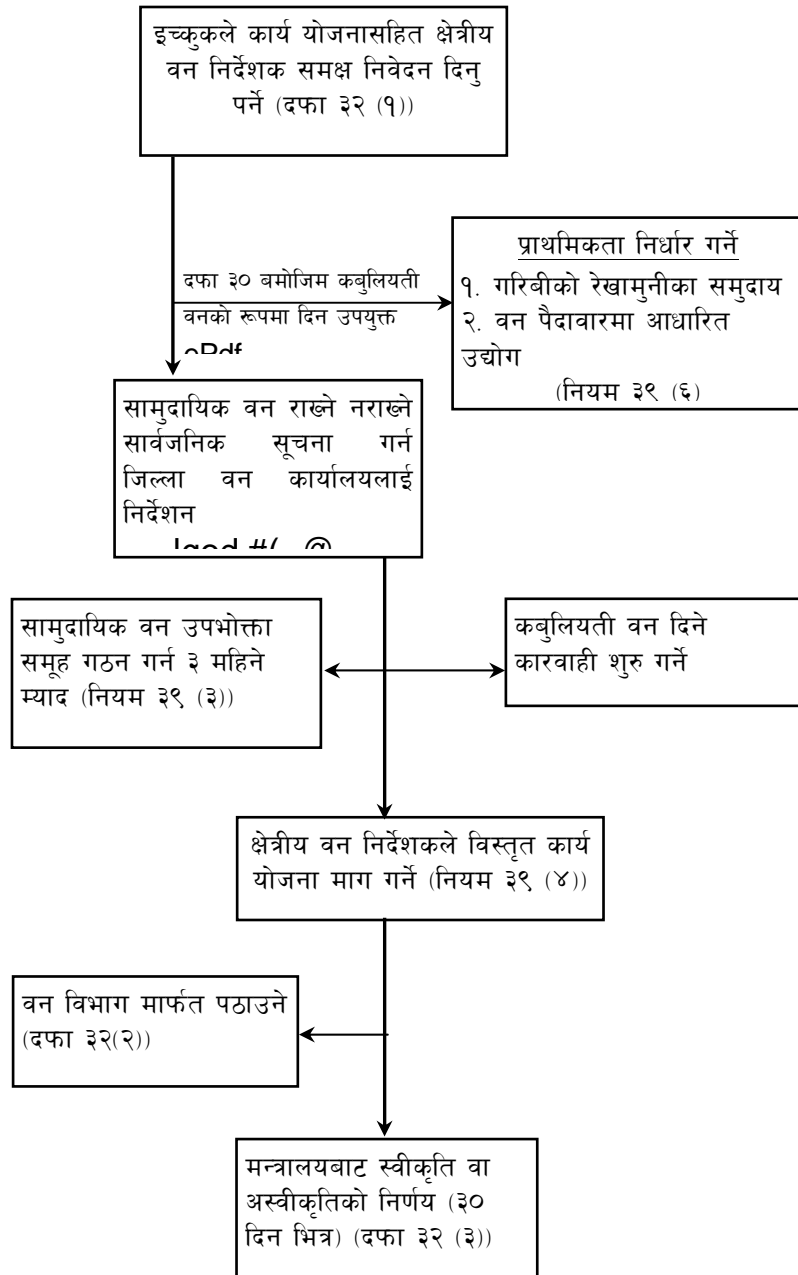 इच्कुकले कार्य योजनासहित क्षेत्रीय
वन निर्देशक समक्ष निवेदन दिनु
पर्ने (दफा ३२ (१))
दफा ३० बमोजिम कबुलियती
वनको रूपमा दिन उपयुक्त
प्राथमिकता निर्धार गर्ने
१. गरिबीको रेखामुनीका समुदाय
२. वन पैदावारमा आधारित
उद्योग
(नियम ३९ (६)
सामुदायिक वन राख्ने नराख्ने
सार्वजनिक सूचना गर्न
जिल्ला वन कार्यालयलाई
निर्देशन
सामुदायिक वन उपभोक्ता
समूह गठन गर्न ३ महिने
म्याद (नियम ३९ (३))
कबुलियती वन दिने
कारवाही शुरु गर्ने
क्षेत्रीय वन निर्देशकले विस्तृत कार्य
योजना माग गर्ने (नियम ३९ (४))
वन विभाग मार्फत पठाउने
(दफा ३२(२))
मन्त्रालयबाट स्वीकृति वा
अस्वीकृतिको निर्णय (३०
दिन भित्र) (दफा ३२ (३))